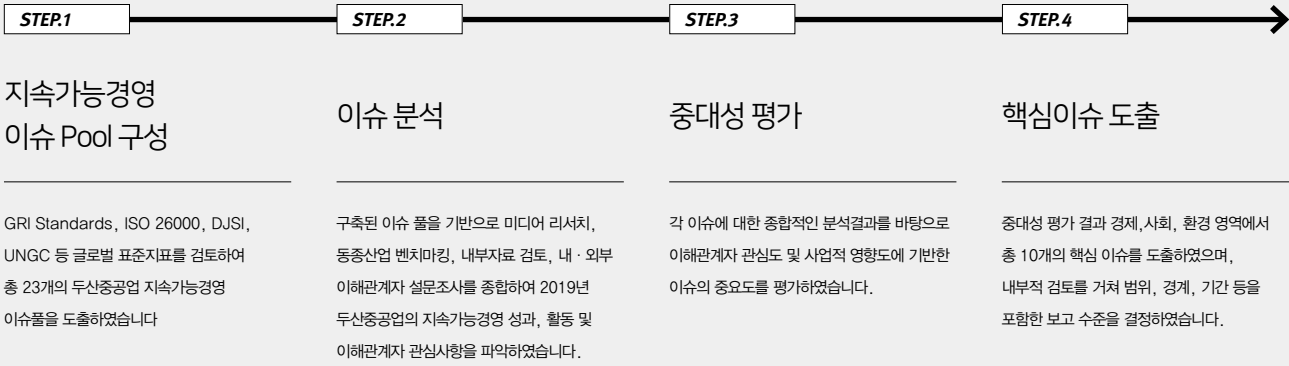 STEP.1
지속가능경영
이슈 Pool 구성
GRI Standards, ISO 26000, DJSI,
UNGC 등 글로벌 표준지표를 검토하여
총 23개의 두산중공업 지속가능경영
이슈풀을 도출하였습니다
STEP.2
이슈 분석
구축된 이슈 풀을 기반으로 미디어 리서치,
동종산업 벤치마킹, 내부자료 검토, 내 · 외부
이해관계자 설문조사를 종합하여 2019년
두산중공업의 지속가능경영 성과, 활동 및
이해관계자 관심사항을 파악하였습니다.
STEP.3
중대성 평가
각 이슈에 대한 종합적인 분석결과를 바탕으로
이해관계자 관심도 및 사업적 영향도에 기반한
이슈의 중요도를 평가하였습니다.
STEP.4
핵심이슈 도출
중대성 평가 결과 경제,사회, 환경 영역에서
총 10개의 핵심 이슈를 도출하였으며,
내부적 검토를 거쳐 범위, 경계, 기간 등을
포함한 보고 수준을 결정하였습니다.